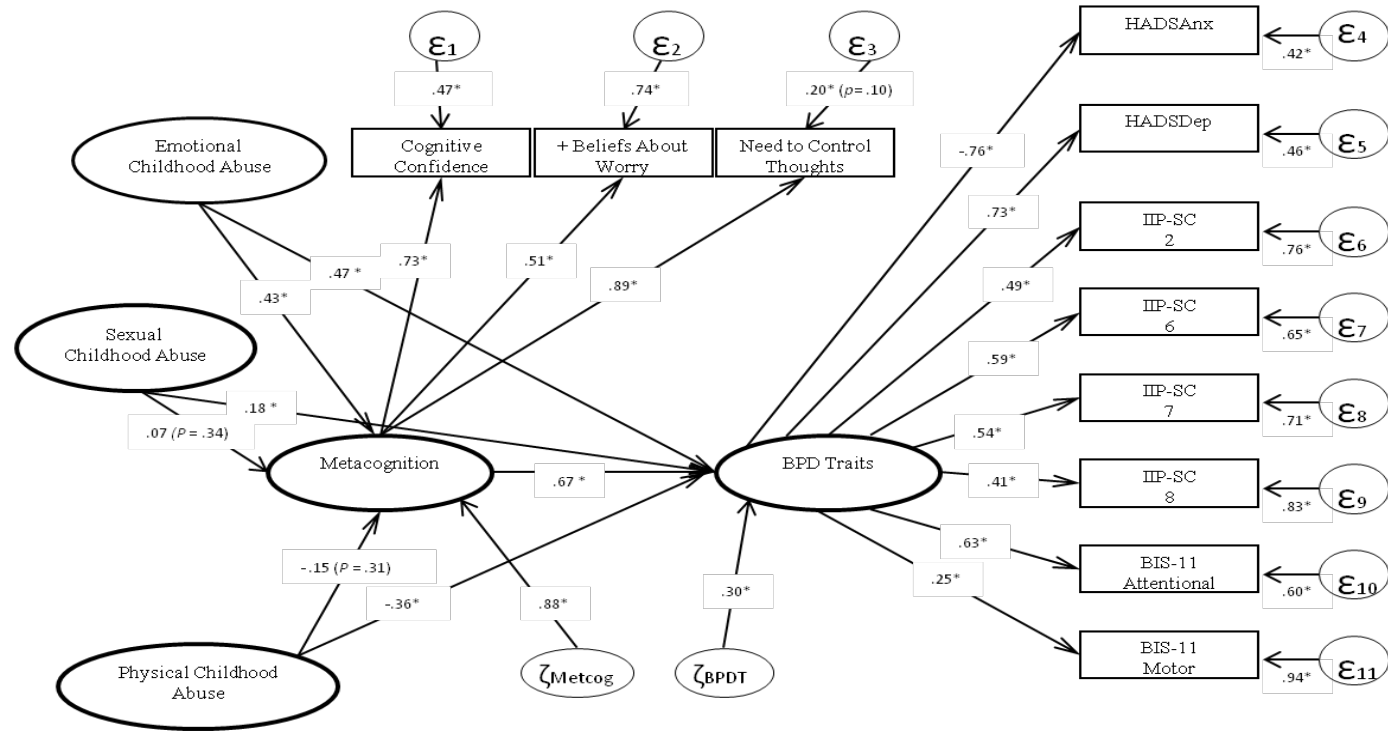 ε1
ε2
ε3
HADSAnx
ε4
.47*
.74*
.20* (p= .10)
.42*
Emotional
Childhood Abuse
Cognitive
Confidence
+ Beliefs About
Worry
Need to Control
Thoughts
-.76*
HADSDep
ε5
.46*
.73*
IIP-SC
2
ε6
.76*
.43*
.47 *
.73*
.51*
.89*
.49*
Sexual
Childhood Abuse
IIP-SC
6
ε7
.65*
.59*
.07 (P = .34)
.18 *
IIP-SC
7
ε8
.71*
.54*
Metacognition
.67 *
BPD Traits
.41*
IIP-SC
8
ε9
.83*
-.15 (P = .31)
-.36*
.88*
.30*
.63*
.25*
BIS-11
Attentional
ε10
.60*
Physical Childhood
Abuse
ζMetcog
ζBPDT
BIS-11
Motor
ε11
.94*